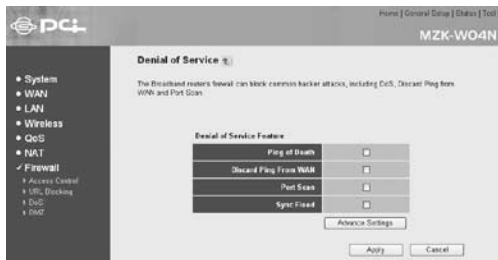 Home | General Setup | Status | Tool
PCi
MZK-W04N
Denial of Service
The Broadband router's firewall can block common hacker attacks, including DoS, Discard Ping from
WAN and Port Scan.
• System
• WAN
• LAN
• Wireless
• QoS
• NAT
✓ Firewall
Access Control
URL Blocking
DoS
DMZ
Denial of Service Feature
Ping of Death
Discard Ping From WAN
Port Scan
Sync Flood
Advance Settings
Apply
Cancel